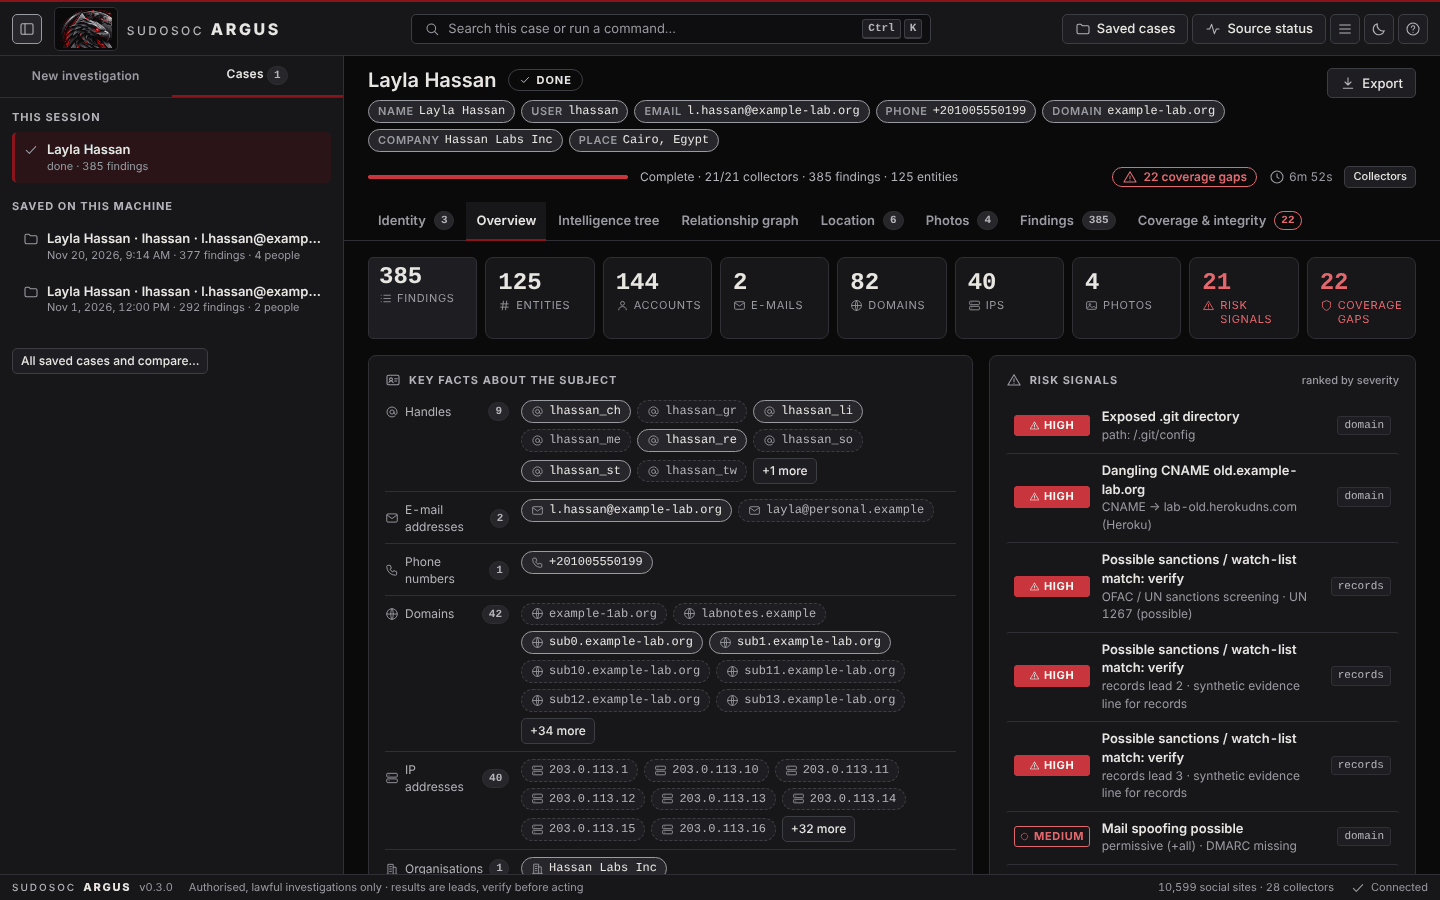 SUDOSOC ARGUS
Search this case or run a command...
Ctrl K
Saved cases
Source status
New investigation
Cases 1
THIS SESSION
Layla Hassan
done · 385 findings
SAVED ON THIS MACHINE
Layla Hassan · lhassan · l.hassan@examp...
Nov 20, 2026, 9:14 AM · 377 findings · 4 people
Layla Hassan · lhassan · l.hassan@examp...
Nov 1, 2026, 12:00 PM · 292 findings · 2 people
All saved cases and compare...
Layla Hassan DONE
Export
NAME Layla Hassan USER lhassan EMAIL l.hassan@example-lab.org PHONE +201005550199 DOMAIN example-lab.org
COMPANY Hassan Labs Inc PLACE Cairo, Egypt
Complete · 21/21 collectors · 385 findings · 125 entities
22 coverage gaps
6m 52s
Collectors
Identity 3 Overview Intelligence tree Relationship graph Location 6 Photos 4 Findings 385 Coverage & integrity 22
385
FINDINGS
125
ENTITIES
144
ACCOUNTS
2
E-MAILS
82
DOMAINS
40
IPS
4
PHOTOS
21
RISK
SIGNALS
22
COVERAGE
GAPS
KEY FACTS ABOUT THE SUBJECT
Handles 9
lhassan_ch lhassan_gr lhassan_li
lhassan_me lhassan_re lhassan_so
lhassan_st lhassan_tw +1 more
E-mail
addresses 2
l.hassan@example-lab.org layla@personal.example
Phone
numbers 1
+201005550199
Domains 42
example-1ab.org labnotes.example
sub0.example-lab.org sub1.example-lab.org
sub10.example-lab.org sub11.example-lab.org
sub12.example-lab.org sub13.example-lab.org
+34 more
IP
addresses 40
203.0.113.1 203.0.113.10 203.0.113.11
203.0.113.12 203.0.113.13 203.0.113.14
203.0.113.15 203.0.113.16 +32 more
Organisations 1
Hassan Labs Inc
RISK SIGNALS
ranked by severity
HIGH
Exposed .git directory
path: /.git/config
domain
HIGH
Dangling CNAME old.example-
lab.org
CNAME → lab-old.herokudns.com
(Heroku)
domain
HIGH
Possible sanctions / watch-list
match: verify
OFAC / UN sanctions screening · UN
1267 (possible)
records
HIGH
Possible sanctions / watch-list
match: verify
records lead 2 · synthetic evidence
line for records
records
HIGH
Possible sanctions / watch-list
match: verify
records lead 3 · synthetic evidence
line for records
records
MEDIUM
Mail spoofing possible
permissive (+all) · DMARC missing
domain
SUDOSOC ARGUS v0.3.0 Authorised, lawful investigations only · results are leads, verify before acting
10,599 social sites · 28 collectors
Connected